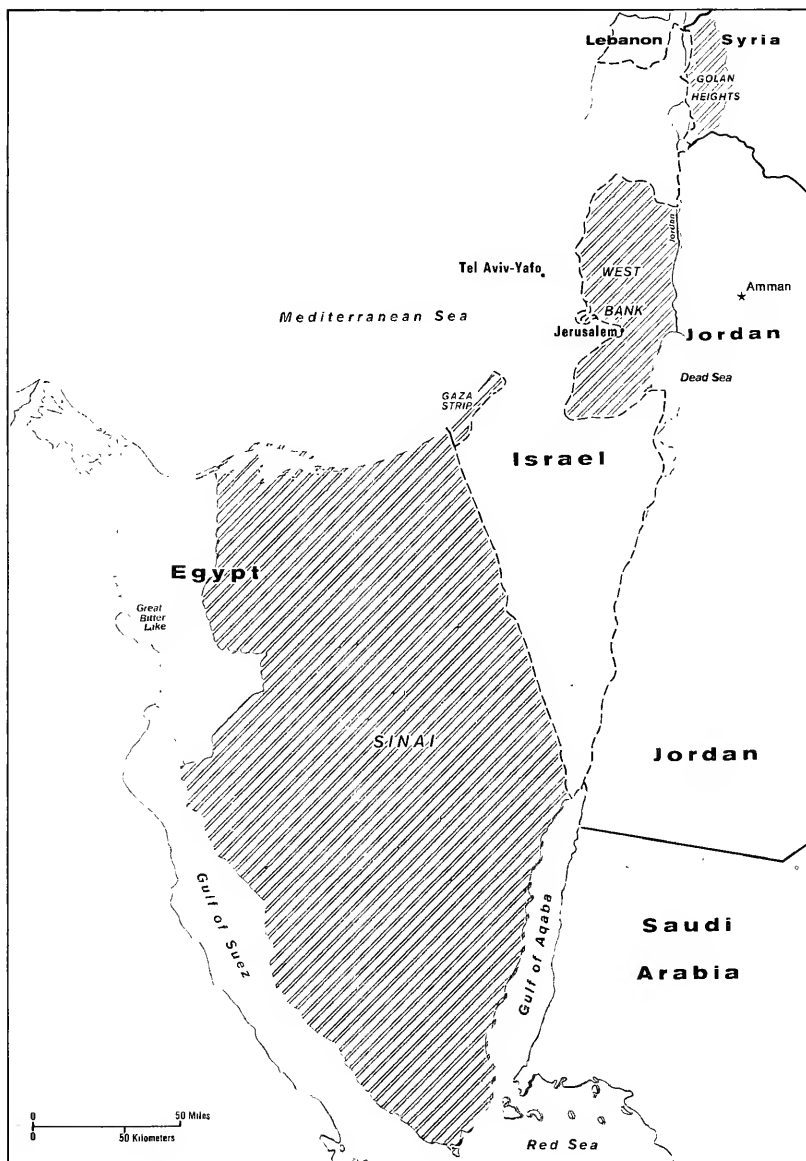 Lebanon
Syria
GOLAN
HEIGHTS
Jordan
Tel Aviv-Yafo
WEST
Amman
Mediterranean Sea
BANK
Jerusalem
Jordan
Dead Sea
GAZA
STRIP
Israel
Egypt
Great
Bitter
Lake
SINAI
Jordan
Gulf of Suez
Gulf of Aqaba
Saudi
Arabia
0 50 Miles
0 50 Kilometers
Red Sea